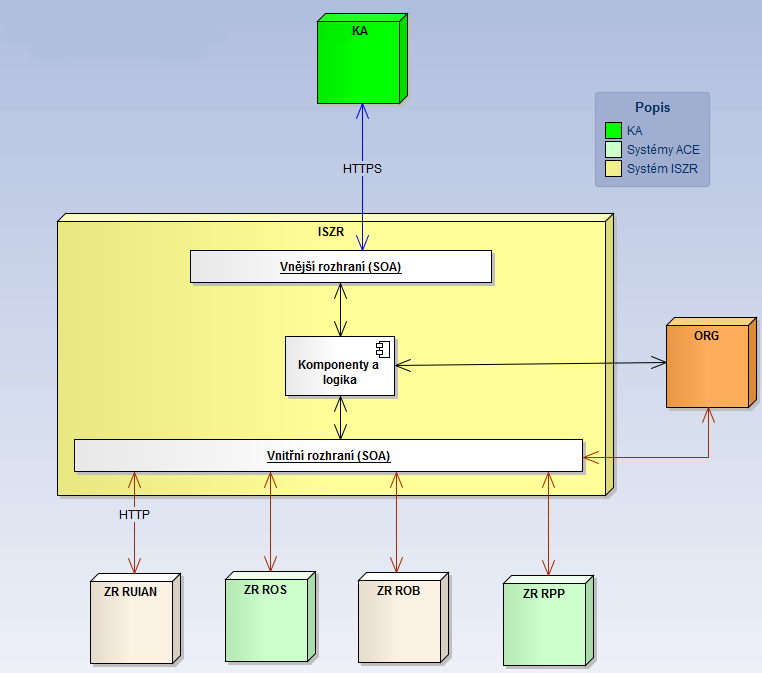 KA
Popis
KA
Systémy ACE
Systém ISZR
HTTPS
ISZR
Vnější rozhraní (SOA)
ORG
Komponenty a
logika
Vnitřní rozhraní (SOA)
HTTP
ZR RUIAN
ZR ROS
ZR ROB
ZR RPP